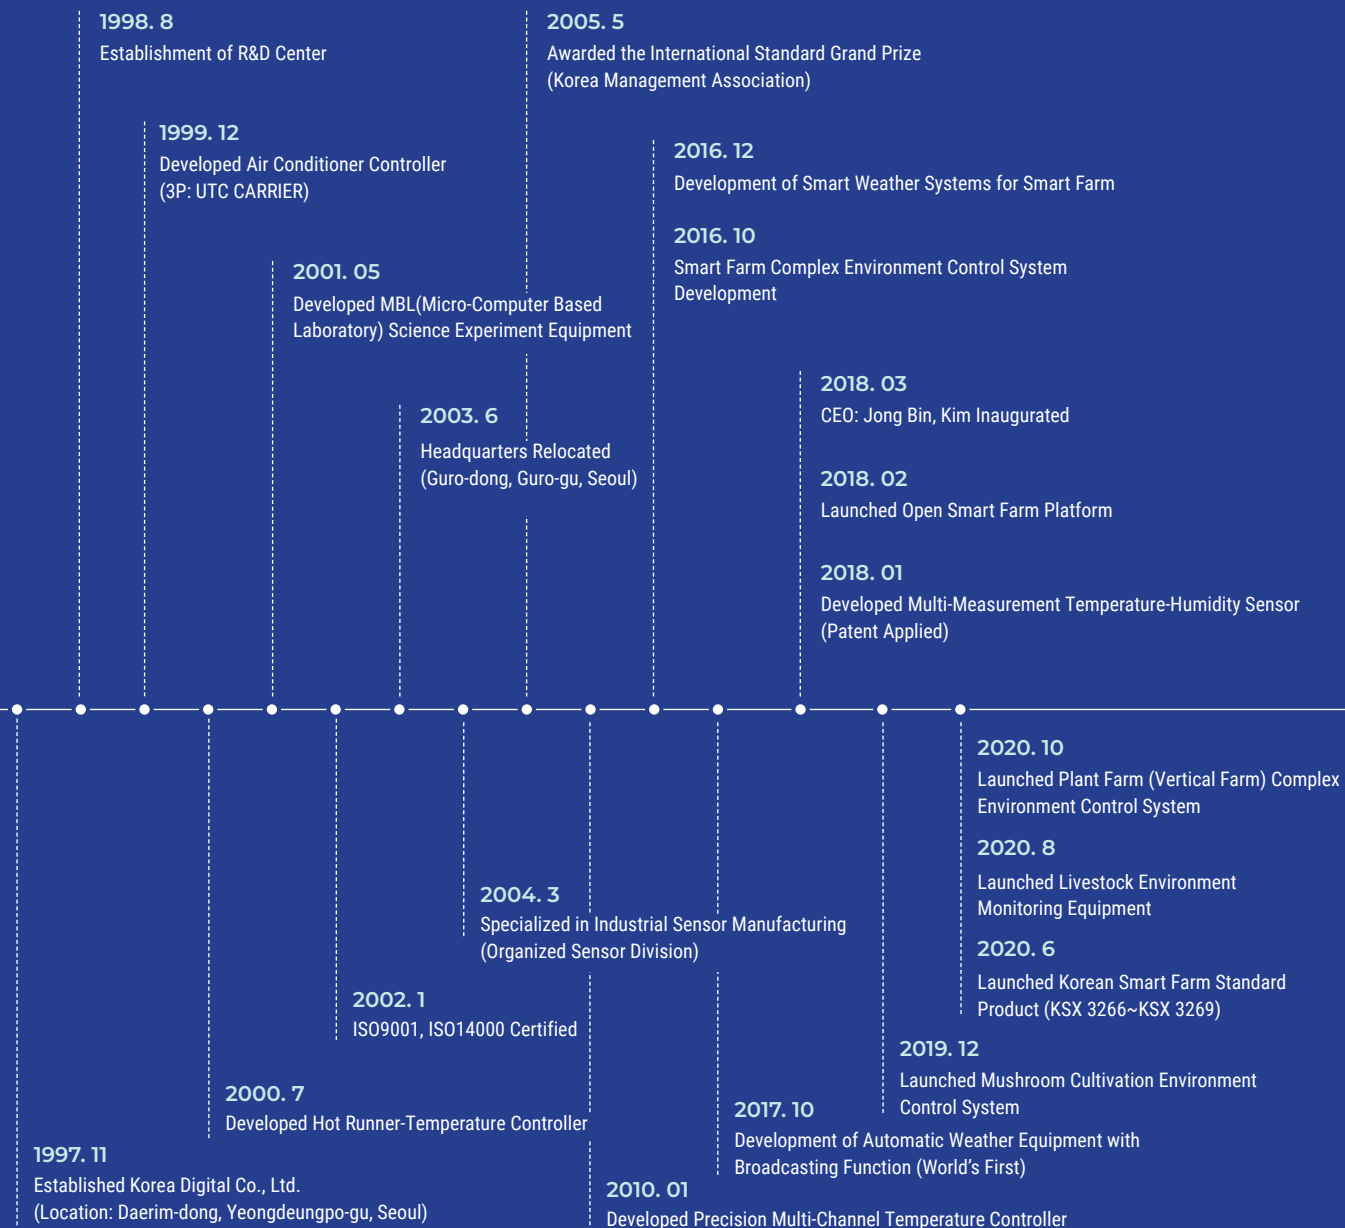 1998. 8
Establishment of R&D Center
1999. 12
Developed Air Conditioner Controller
(3P: UTC CARRIER)
2001. 05
Developed MBL(Micro-Computer Based
Laboratory) Science Experiment Equipment
2003. 6
Headquarters Relocated
(Guro-dong, Guro-gu, Seoul)
2005. 5
Awarded the International Standard Grand Prize
(Korea Management Association)
2016. 12
Development of Smart Weather Systems for Smart Farm
2016. 10
Smart Farm Complex Environment Control System
Development
2018. 03
CEO: Jong Bin, Kim Inaugurated
2018. 02
Launched Open Smart Farm Platform
2018. 01
Developed Multi-Measurement Temperature-Humidity Sensor
(Patent Applied)
1997. 11
Established Korea Digital Co., Ltd.
(Location: Daerim-dong, Yeongdeungpo-gu, Seoul)
2000. 7
Developed Hot Runner-Temperature Controller
2002. 1
ISO9001, ISO14000 Certified
2004. 3
Specialized in Industrial Sensor Manufacturing
(Organized Sensor Division)
2010. 01
Developed Precision Multi-Channel Temperature Controller
2017. 10
Development of Automatic Weather Equipment with
Broadcasting Function (World’s First)
2019. 12
Launched Mushroom Cultivation Environment
Control System
2020. 10
Launched Plant Farm (Vertical Farm) Complex
Environment Control System
2020. 8
Launched Livestock Environment
Monitoring Equipment
2020. 6
Launched Korean Smart Farm Standard
Product (KSX 3266~KSX 3269)